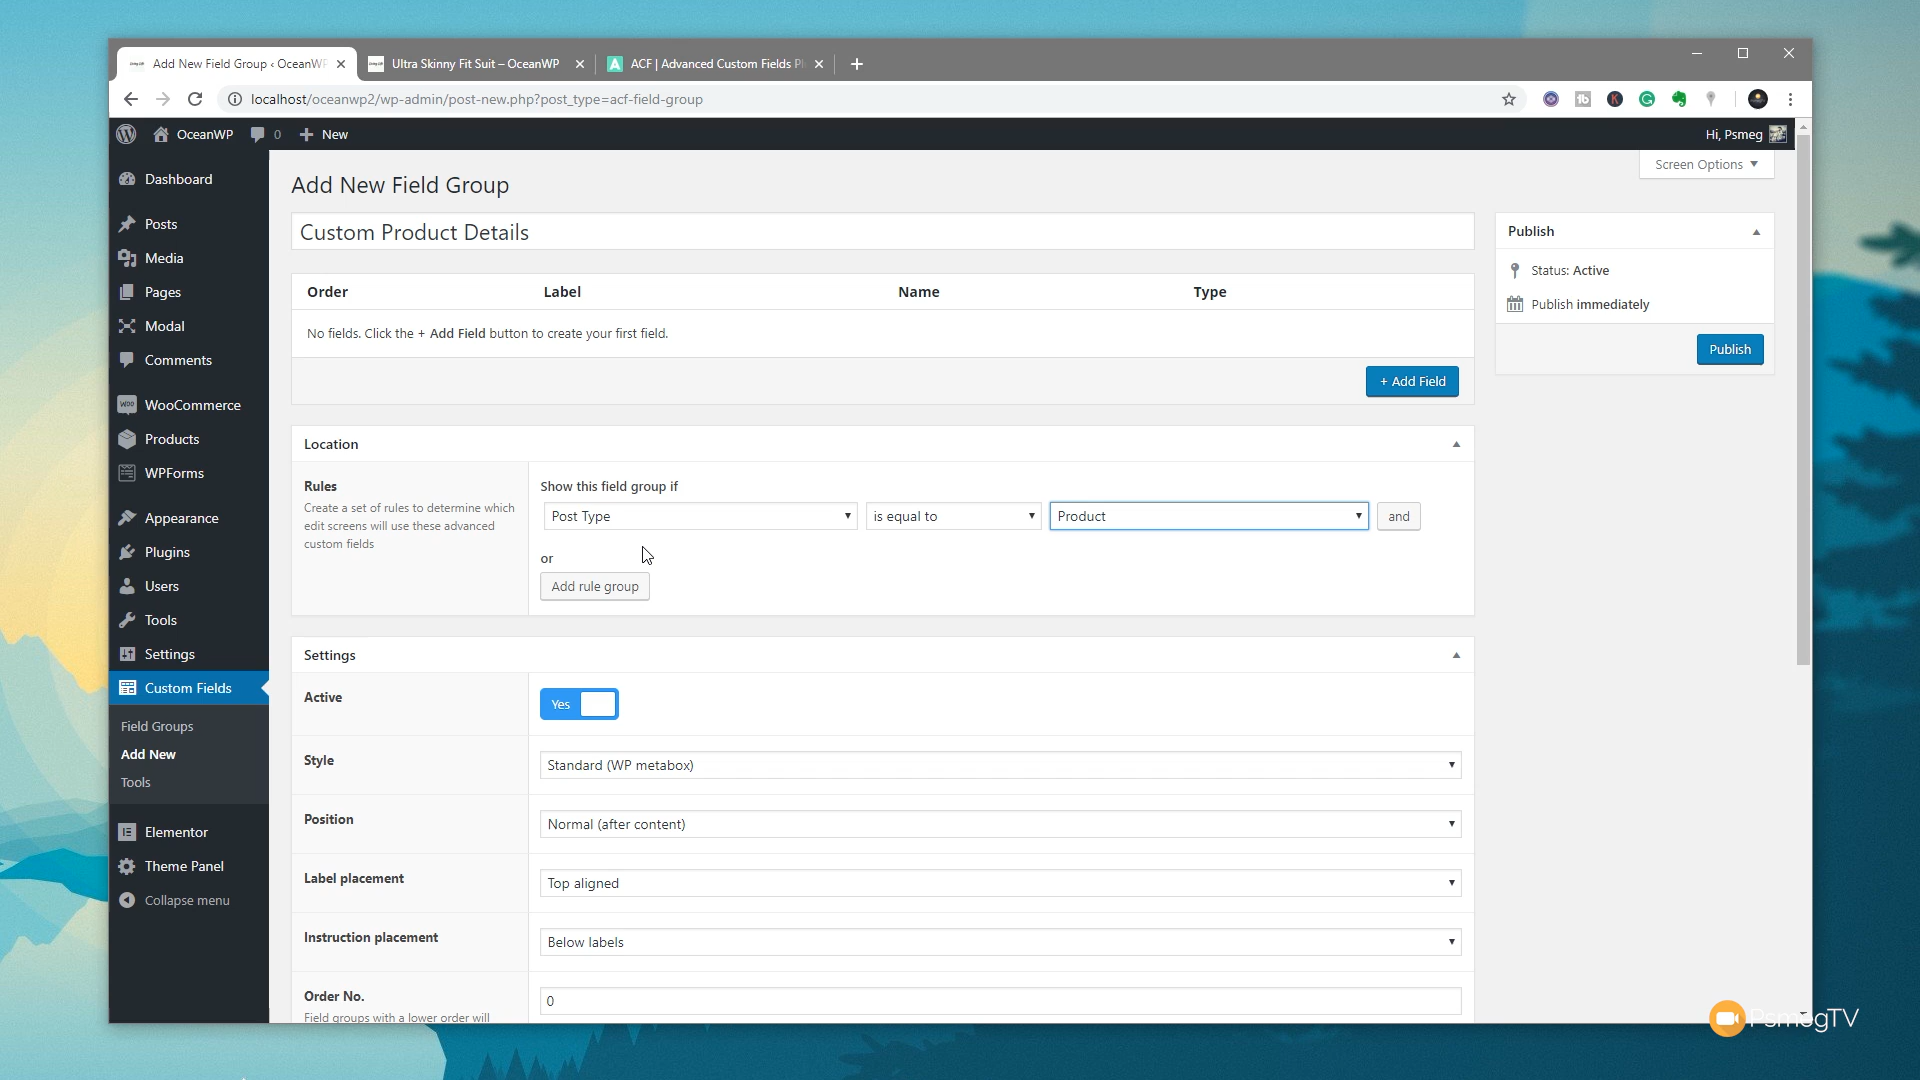 Add New Field Group ‹ OceanWP
Ultra Skinny Fit Suit – OceanWP
ACF | Advanced Custom Fields Pl
localhost/oceanwp2/wp-admin/post-new.php?post_type=acf-field-group
OceanWP
0
New
Hi, Psmeg
Screen Options
Dashboard
Posts
Media
Pages
Modal
Comments
WooCommerce
Products
WPForms
Appearance
Plugins
Users
Tools
Settings
Custom Fields
Field Groups
Add New
Tools
Elementor
Theme Panel
Collapse menu
Add New Field Group
Custom Product Details
Order Label Name Type
No fields. Click the + Add Field button to create your first field.
+ Add Field
Publish
Status: Active
Publish immediately
Publish
Location
Rules
Create a set of rules to determine which
edit screens will use these advanced
custom fields
Show this field group if
Post Type is equal to Product and
or
Add rule group
Settings
Active Yes
Style Standard (WP metabox)
Position Normal (after content)
Label placement Top aligned
Instruction placement Below labels
Order No. 0
Field groups with a lower order will
PsmegTV